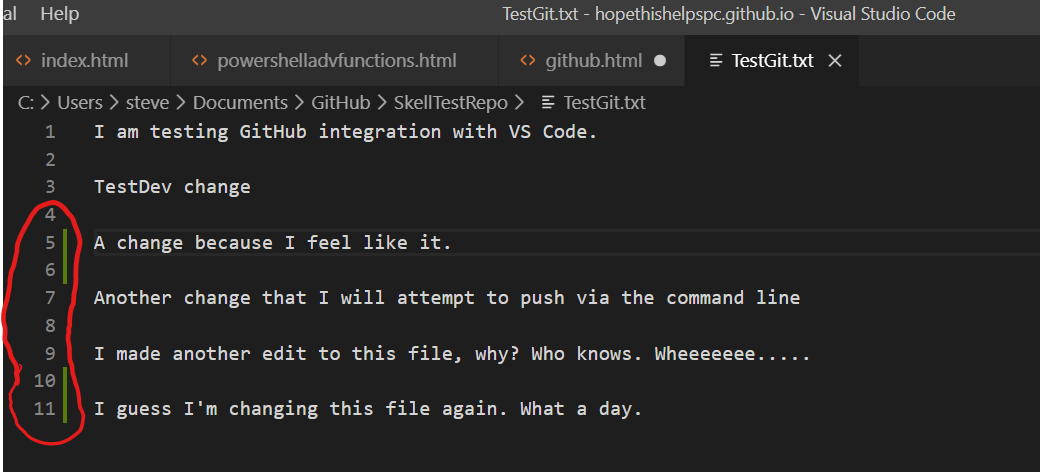 al Help TestGit.txt - hopethishelpspc.github.io - Visual Studio Code
index.html powershelladvfunctions.html github.html TestGit.txt
C: > Users > steve > Documents > GitHub > SkellTestRepo > TestGit.txt
1 I am testing GitHub integration with VS Code.
2
3 TestDev change
4
5 A change because I feel like it.
6
7 Another change that I will attempt to push via the command line
8
9 I made another edit to this file, why? Who knows. Wheeeeeee.....
10
11 I guess I'm changing this file again. What a day.